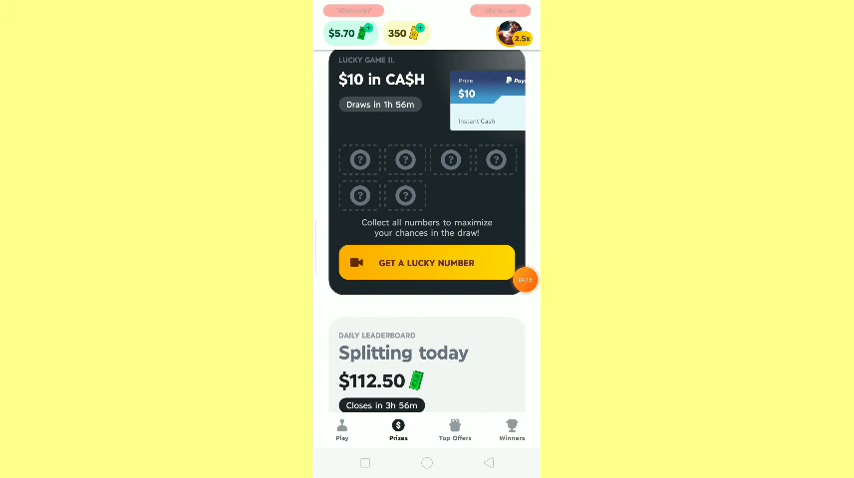 $5.70
350
2.5x
LUCKY GAME II.
$10 in CA$H
Draws in 1h 56m
Prize
$10
Instant Cash
Collect all numbers to maximize
your chances in the draw!
GET A LUCKY NUMBER
DAILY LEADERBOARD
Splitting today
$112.50
Closes in 3h 56m
Play
Prizes
Top Offers
Winners